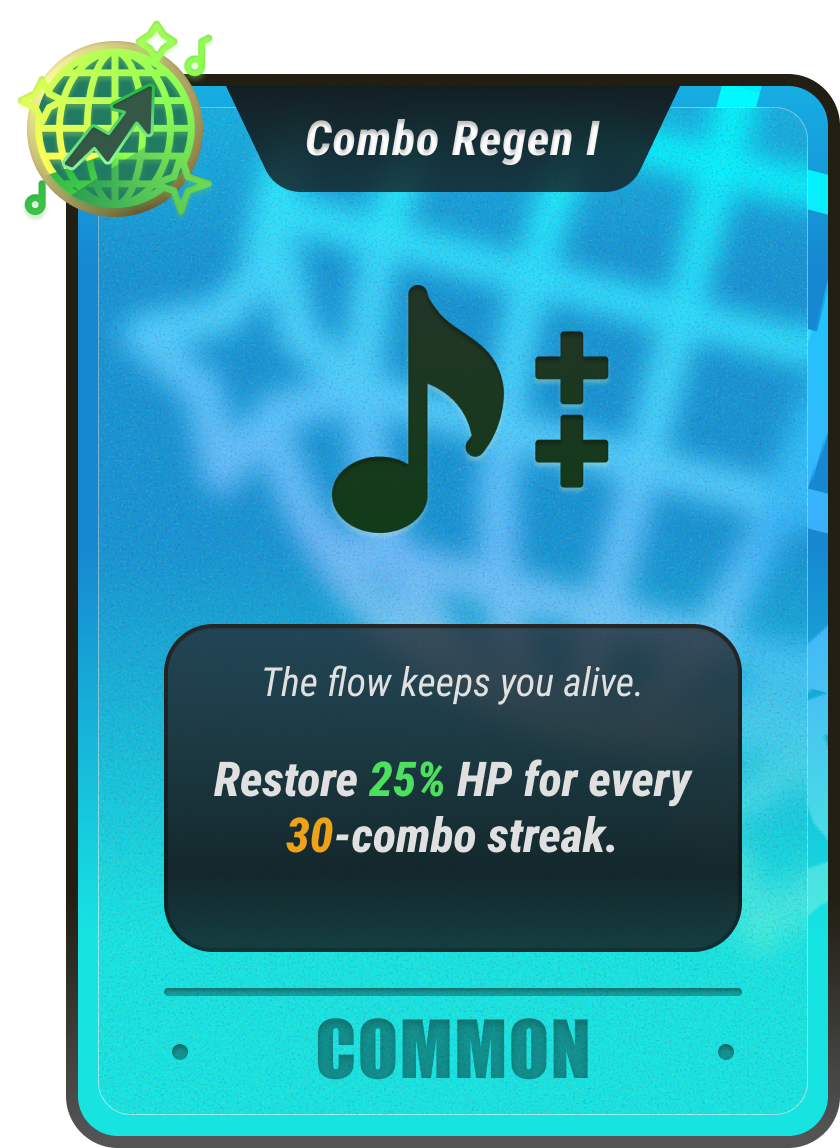 Combo Regen I
The flow keeps you alive.
Restore 25% HP for every
30-combo streak.
COMMON